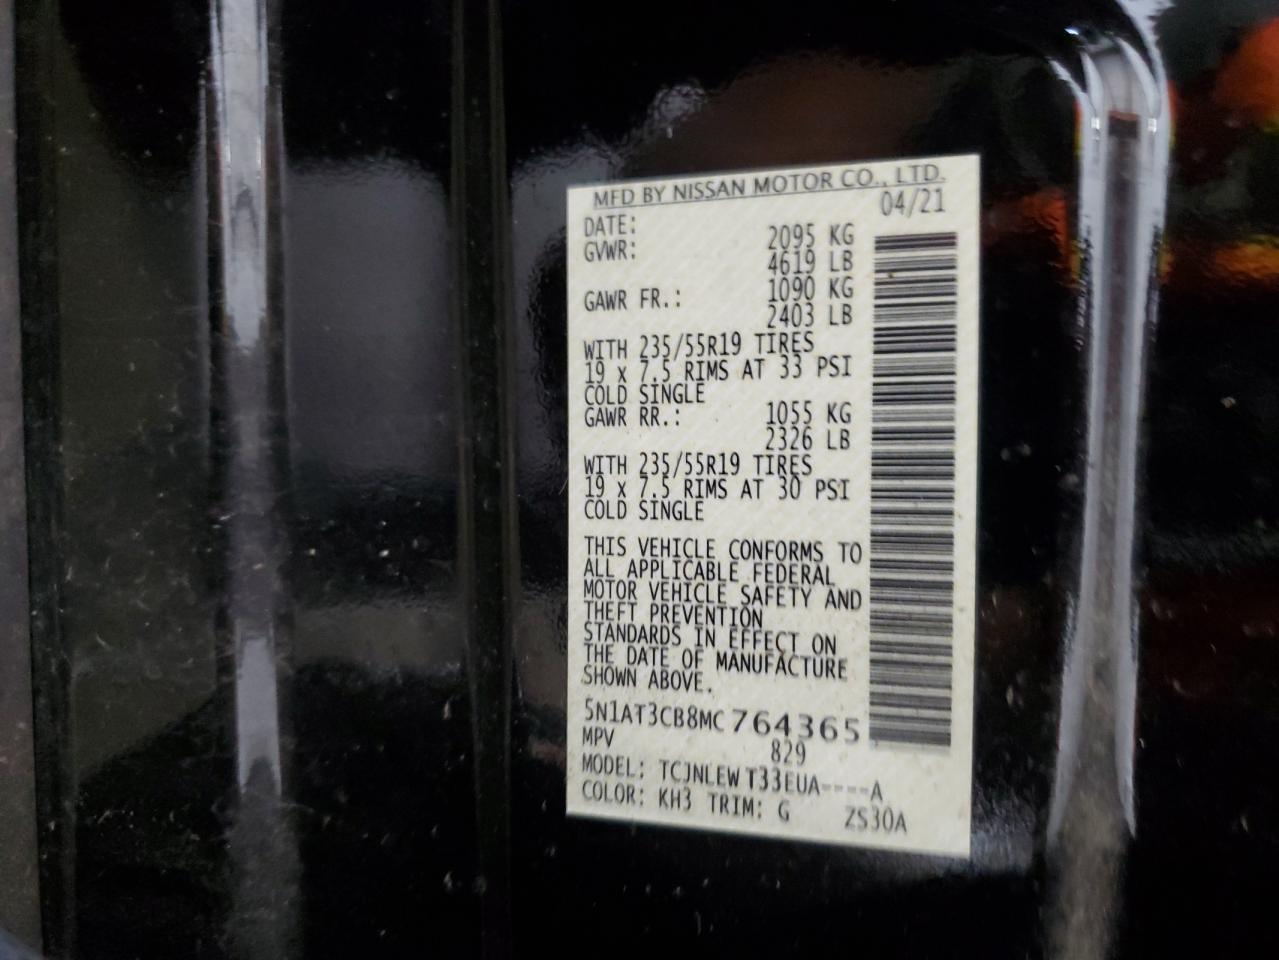 MFD BY NISSAN MOTOR CO., LTD.
DATE: 04/21
GVWR: 2095 KG
4619 LB
GAWR FR.: 1090 KG
2403 LB
WITH 235/55R19 TIRES
19 x 7.5 RIMS AT 33 PSI
COLD SINGLE
GAWR RR.: 1055 KG
2326 LB
WITH 235/55R19 TIRES
19 x 7.5 RIMS AT 30 PSI
COLD SINGLE
THIS VEHICLE CONFORMS TO
ALL APPLICABLE FEDERAL
MOTOR VEHICLE SAFETY AND
THEFT PREVENTION
STANDARDS IN EFFECT ON
THE DATE OF MANUFACTURE
SHOWN ABOVE.
5N1AT3CB8MC764365
MPV 829
MODEL: TCJNLEW T33EUA----A
COLOR: KH3 TRIM: G ZS30A